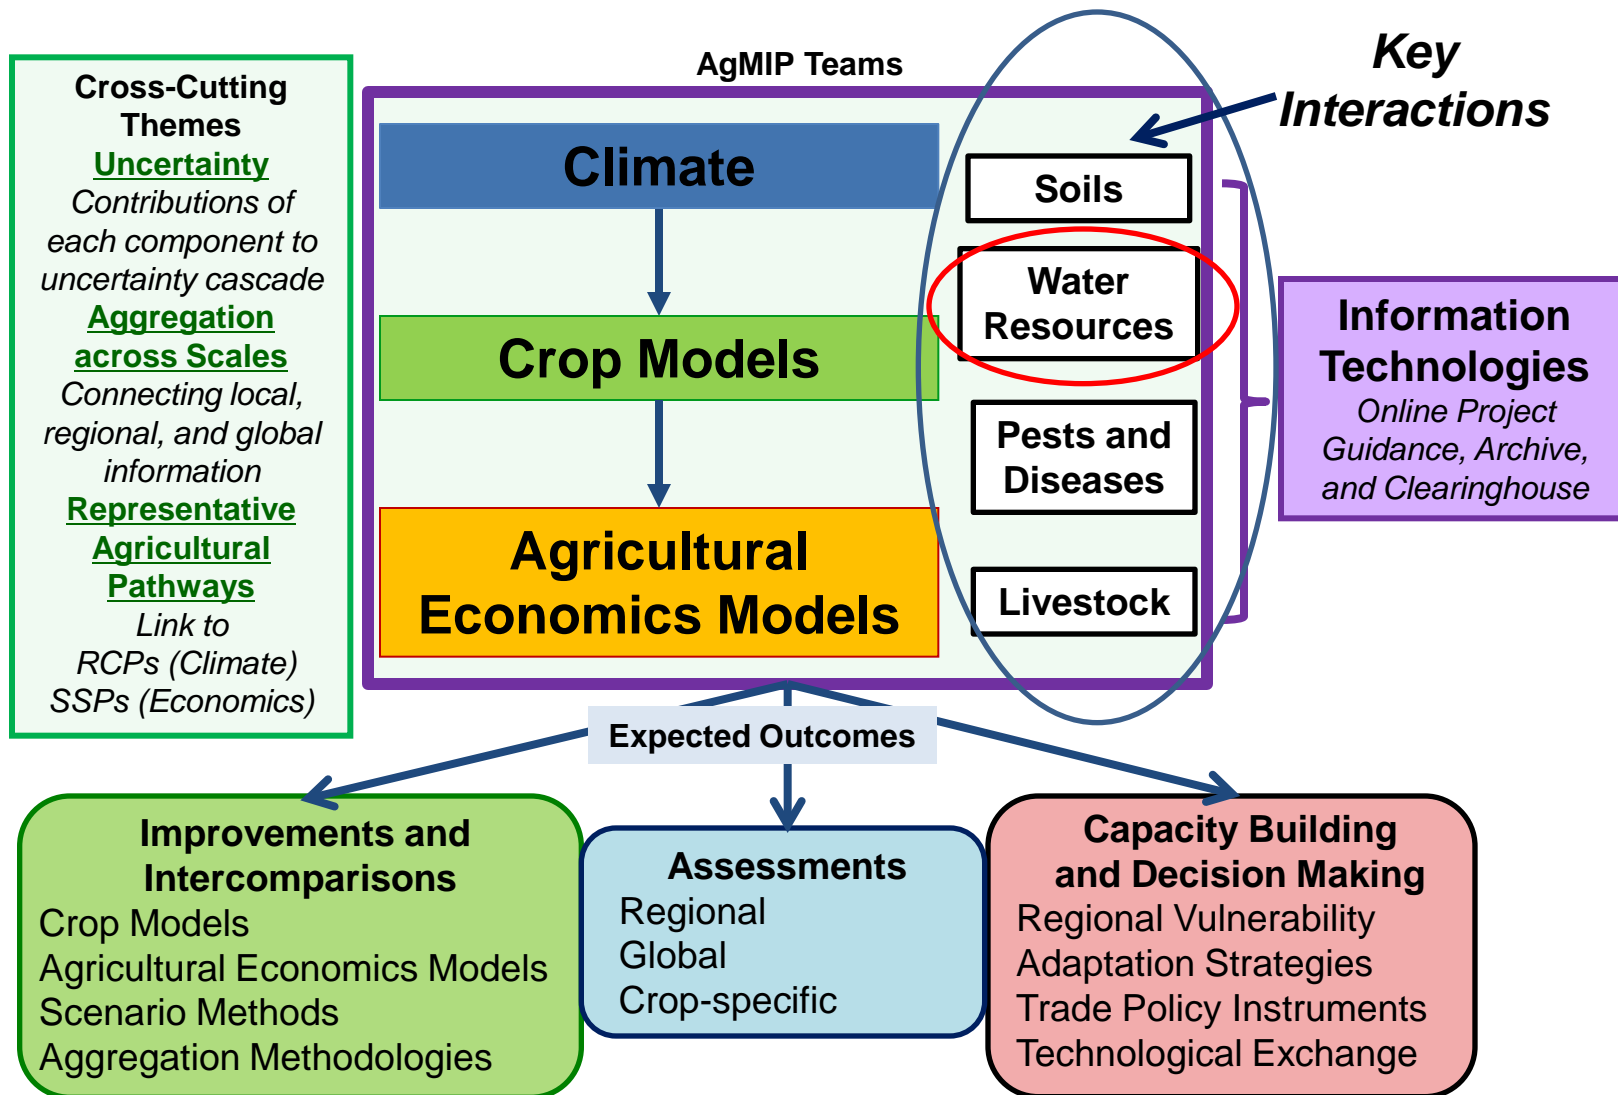 Cross-Cutting
Themes
Uncertainty
Contributions of
each component to
uncertainty cascade
Aggregation
across Scales
Connecting local,
regional, and global
information
Representative
Agricultural
Pathways
Link to
RCPs (Climate)
SSPs (Economics)
AgMIP Teams
Climate
Crop Models
Agricultural
Economics Models
Soils
Water
Resources
Pests and
Diseases
Livestock
Key
Interactions
Information
Technologies
Online Project
Guidance, Archive,
and Clearinghouse
Expected Outcomes
Improvements and
Intercomparisons
Crop Models
Agricultural Economics Models
Scenario Methods
Aggregation Methodologies
Assessments
Regional
Global
Crop-specific
Capacity Building
and Decision Making
Regional Vulnerability
Adaptation Strategies
Trade Policy Instruments
Technological Exchange